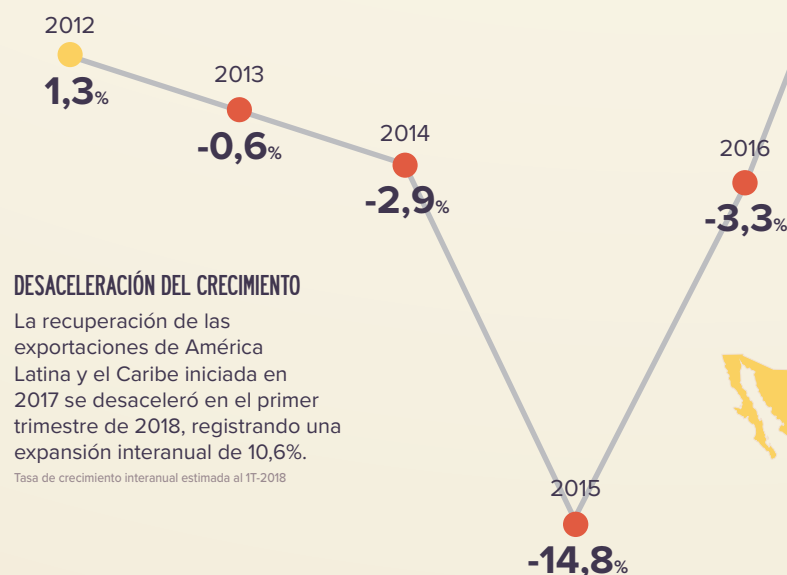 2012
1,3%
2013
-0,6%
2014
-2,9%
2016
-3,3%
DESACELERACIÓN DEL CRECIMIENTO
La recuperación de las
exportaciones de América
Latina y el Caribe iniciada en
2017 se desaceleró en el primer
trimestre de 2018, registrando una
expansión interanual de 10,6%.
Tasa de crecimiento interanual estimada al 1T-2018
2015
-14,8%